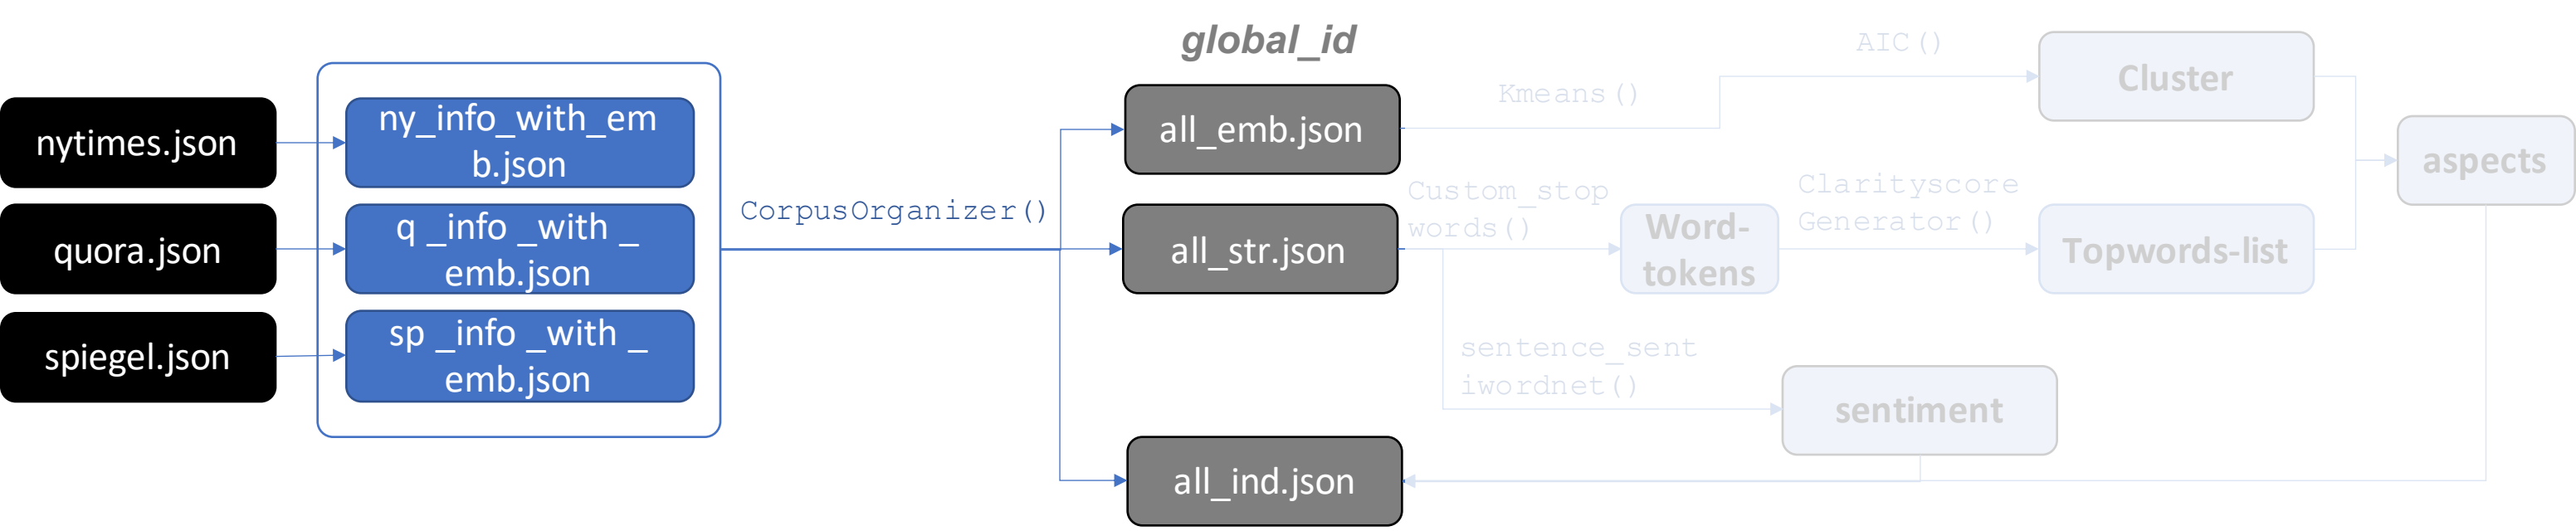 nytimes.json
quora.json
spiegel.json
ny_info_with_em
b.json
q _info _with _
emb.json
sp _info _with _
emb.json
CorpusOrganizer()
global_id
all_emb.json
all_str.json
all_ind.json
Kmeans()
AIC()
Cluster
Custom_stop
words()
Word-
tokens
Clarityscore
Generator()
Topwords-list
aspects
sentence_sent
iwordnet()
sentiment